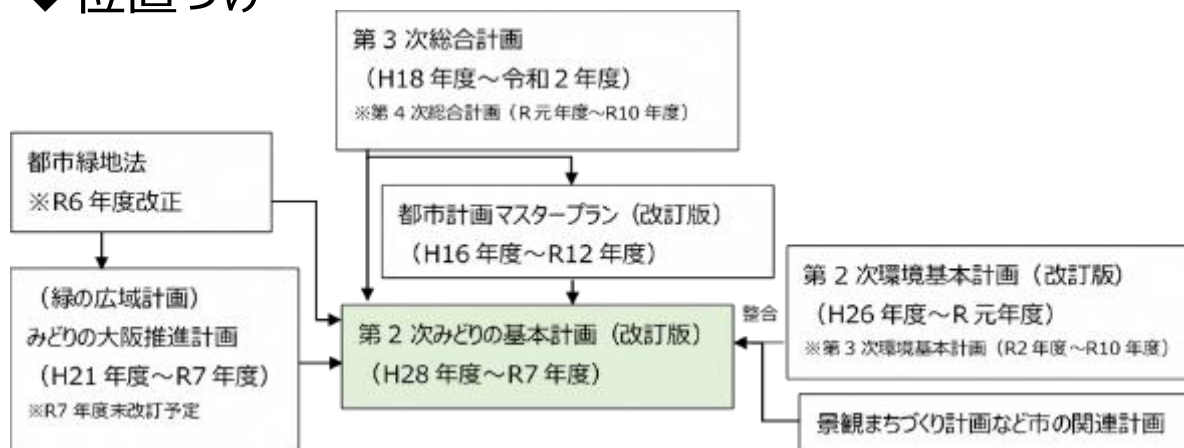 ◆位置づけ
第3次総合計画
（H18年度～令和2年度）
※第4次総合計画（R元年度～R10年度）
都市緑地法
※R6年度改正
都市計画マスタープラン（改訂版）
（H16年度～R12年度）
（緑の広域計画）
みどりの大阪推進計画
（H21年度～R7年度）
※R7年度末改訂予定
第2次みどりの基本計画（改訂版）
（H28年度～R7年度）
整合
第2次環境基本計画（改訂版）
（H26年度～R元年度）
※第3次環境基本計画（R2年度～R10年度）
景観まちづくり計画など市の関連計画